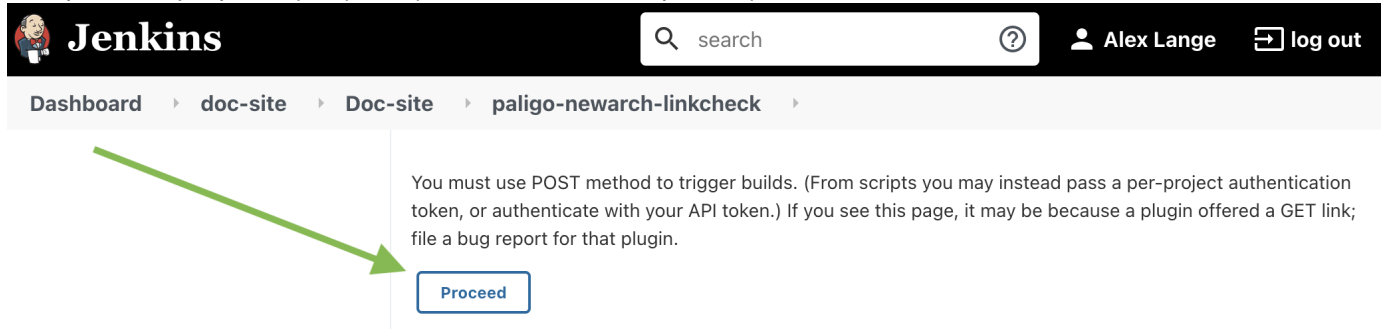 Jenkins
search
Alex Lange
log out
Dashboard
doc-site
Doc-site
paligo-newarch-linkcheck
You must use POST method to trigger builds. (From scripts you may instead pass a per-project authentication
token, or authenticate with your API token.) If you see this page, it may be because a plugin offered a GET link;
file a bug report for that plugin.
Proceed